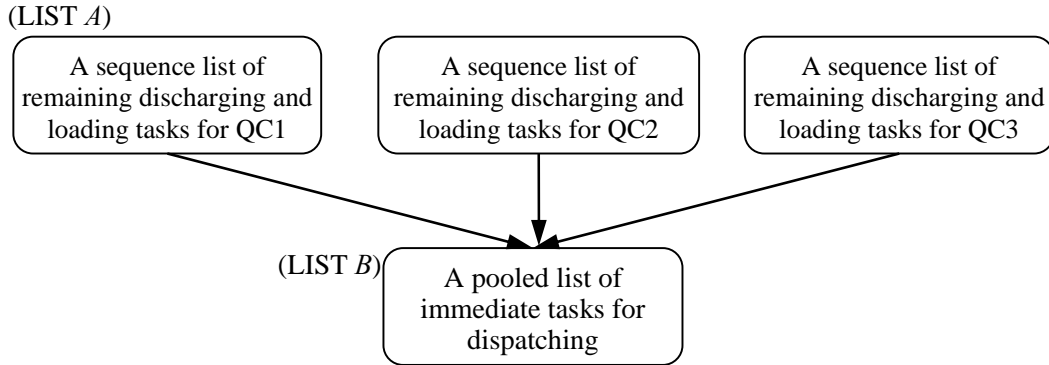 (LIST A)
A sequence list of
remaining discharging and
loading tasks for QC1
A sequence list of
remaining discharging and
loading tasks for QC2
A sequence list of
remaining discharging and
loading tasks for QC3
(LIST B)
A pooled list of
immediate tasks for
dispatching